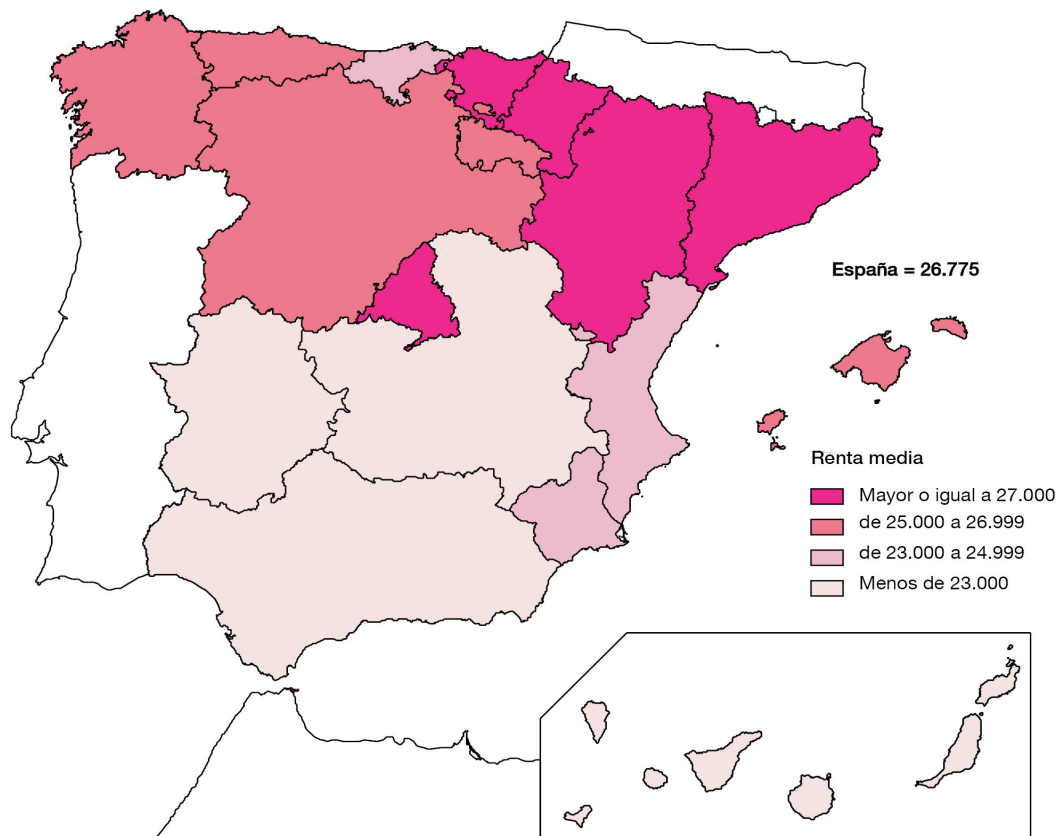 España = 26.775
Renta media
Mayor o igual a 27.000
de 25.000 a 26.999
de 23.000 a 24.999
Menos de 23.000